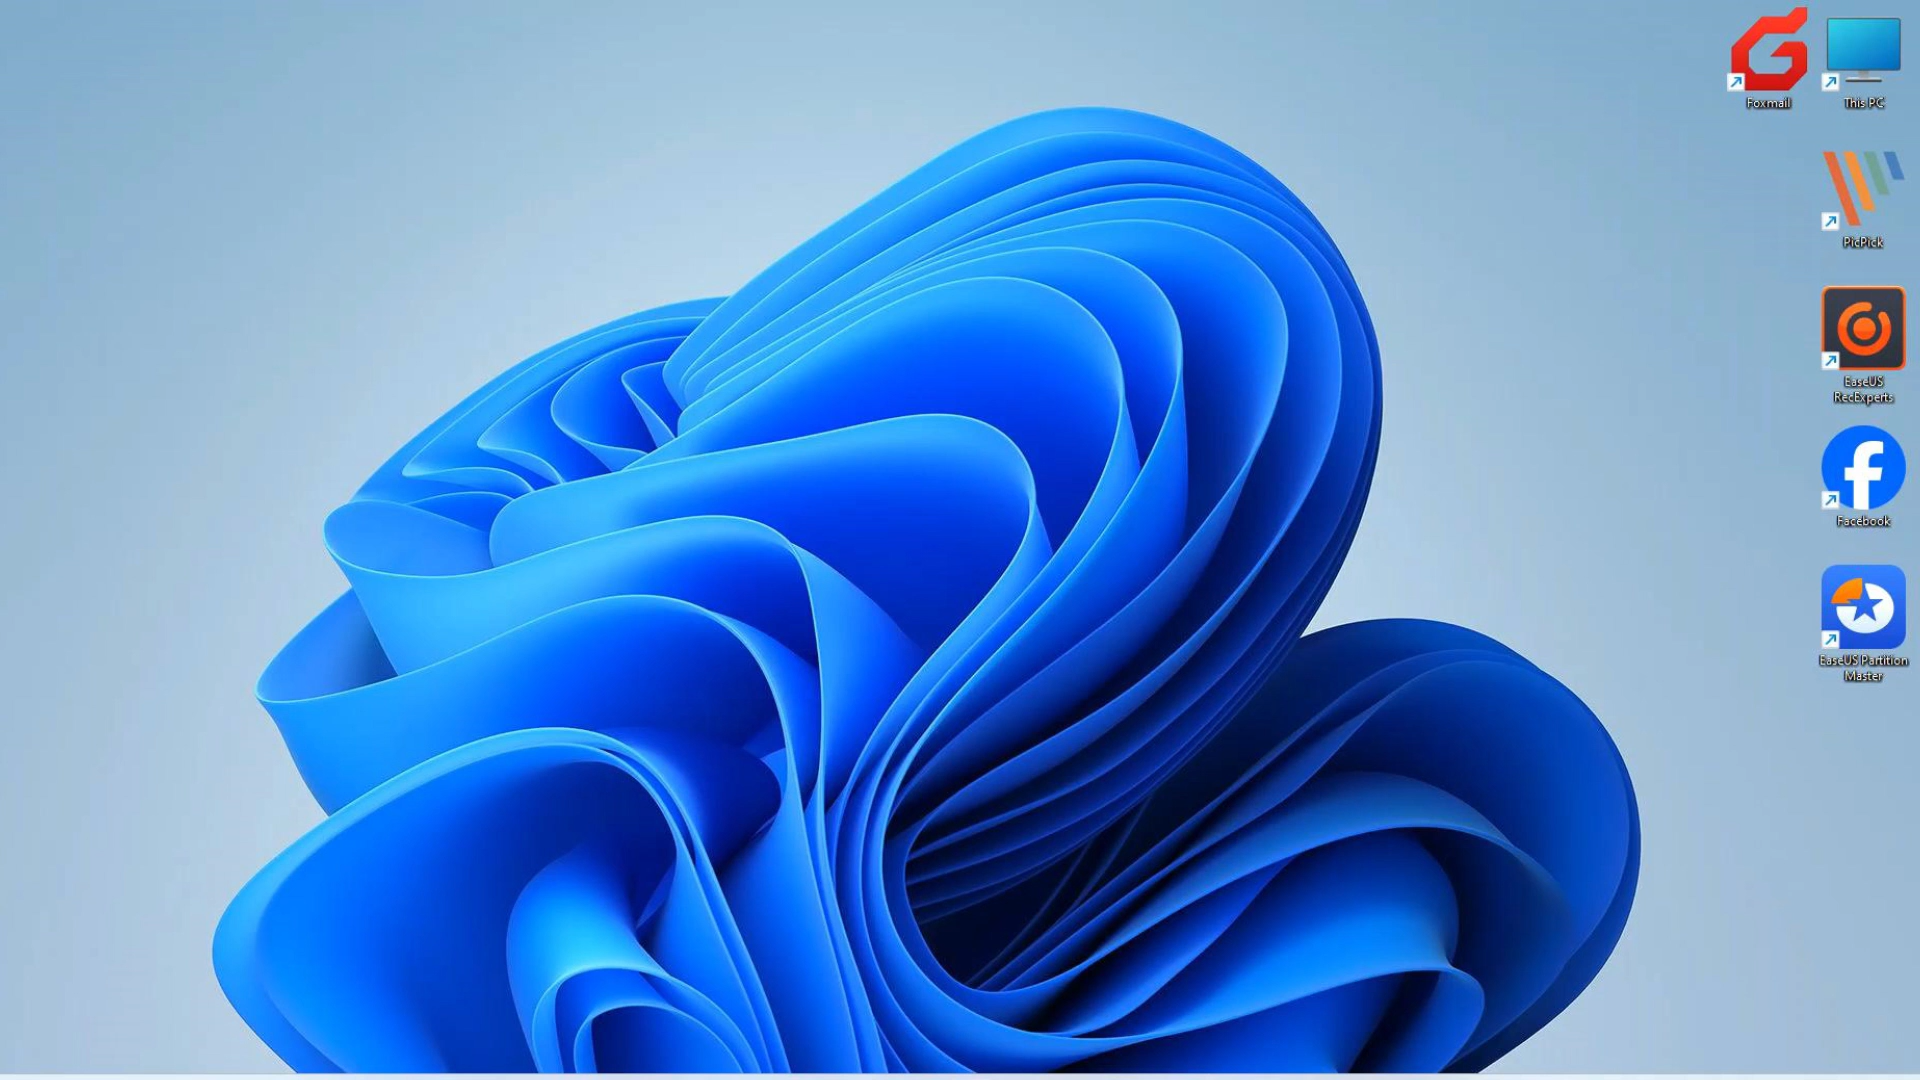 Foxmail
This PC
PicPick
EaseUS
RecExperts
Facebook
EaseUS Partition
Master